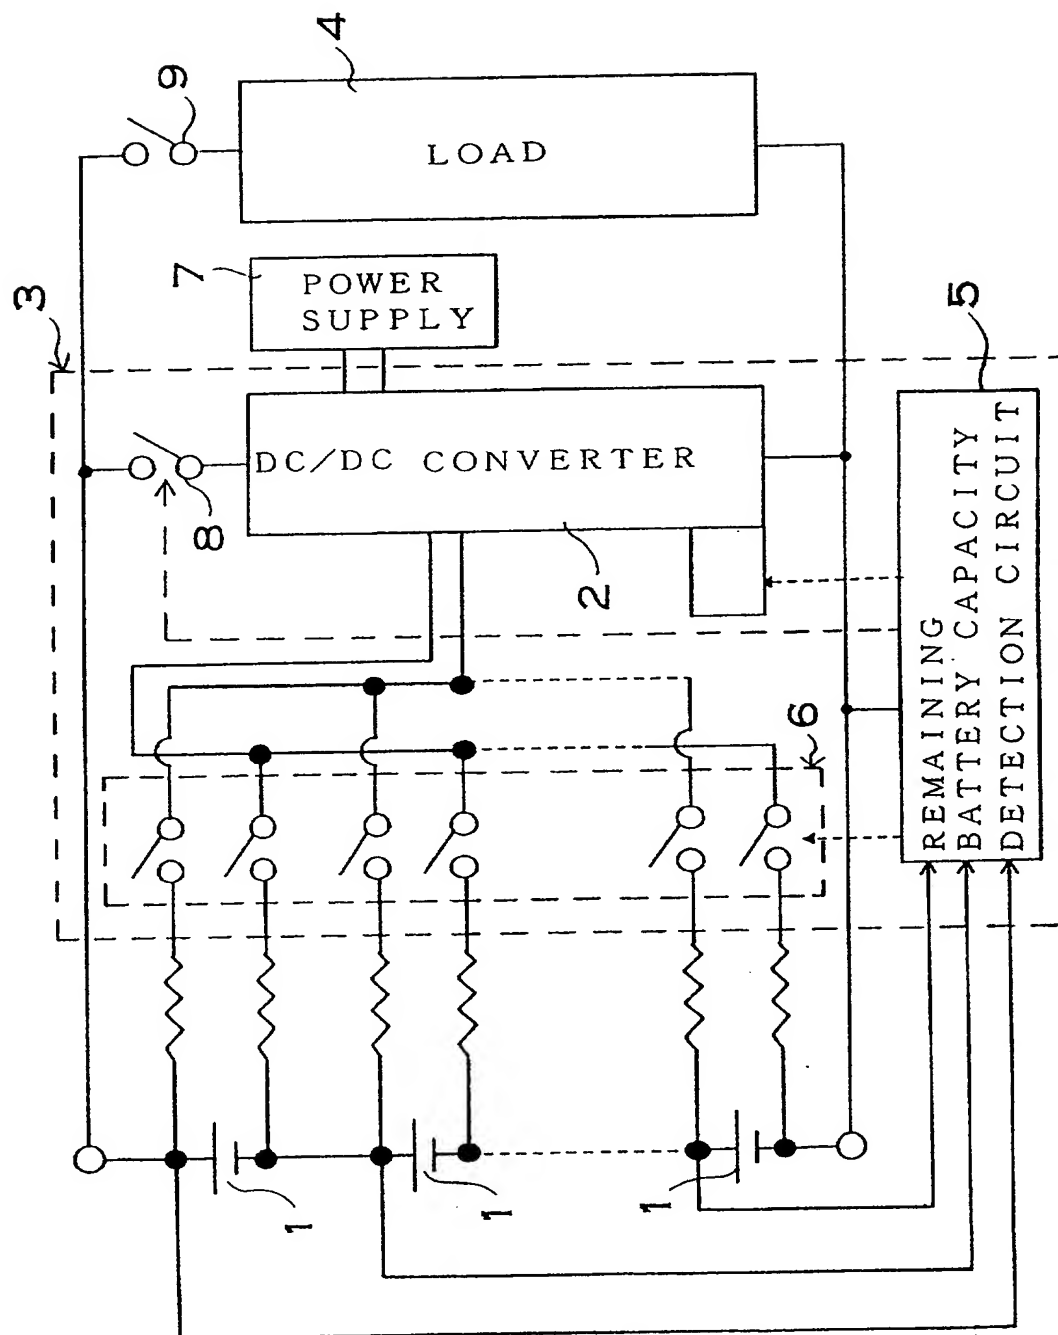 4
9
LOAD
3
7
POWER
SUPPLY
8
DC/DC CONVERTER
2
5
6
REMAINING
BATTERY CAPACITY
DETECTION CIRCUIT
1
1
1